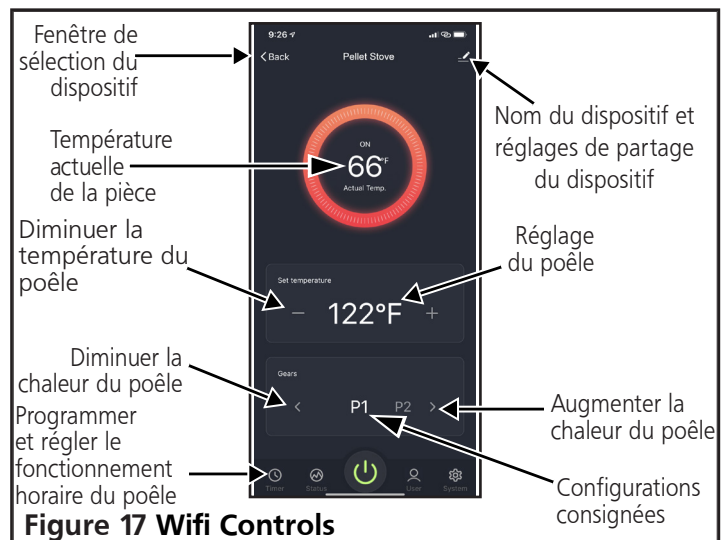 Fenêtre de
sélection du
dispositif
9:26
Back
Pellet Stove
Nom du dispositif et
réglages de partage
du dispositif
Température
actuelle
de la pièce
ON
66°F
Actual Temp.
Diminuer la
température du
poêle
Réglage
du poêle
Set temperature
− 122°F +
Diminuer la
chaleur du poêle
Gears
< P1 P2 >
Augmenter la
chaleur du poêle
Programmer
et régler le
fonctionnement
horaire du poêle
Timer Status User System
Configurations
consignées
Figure 17 Wifi Controls